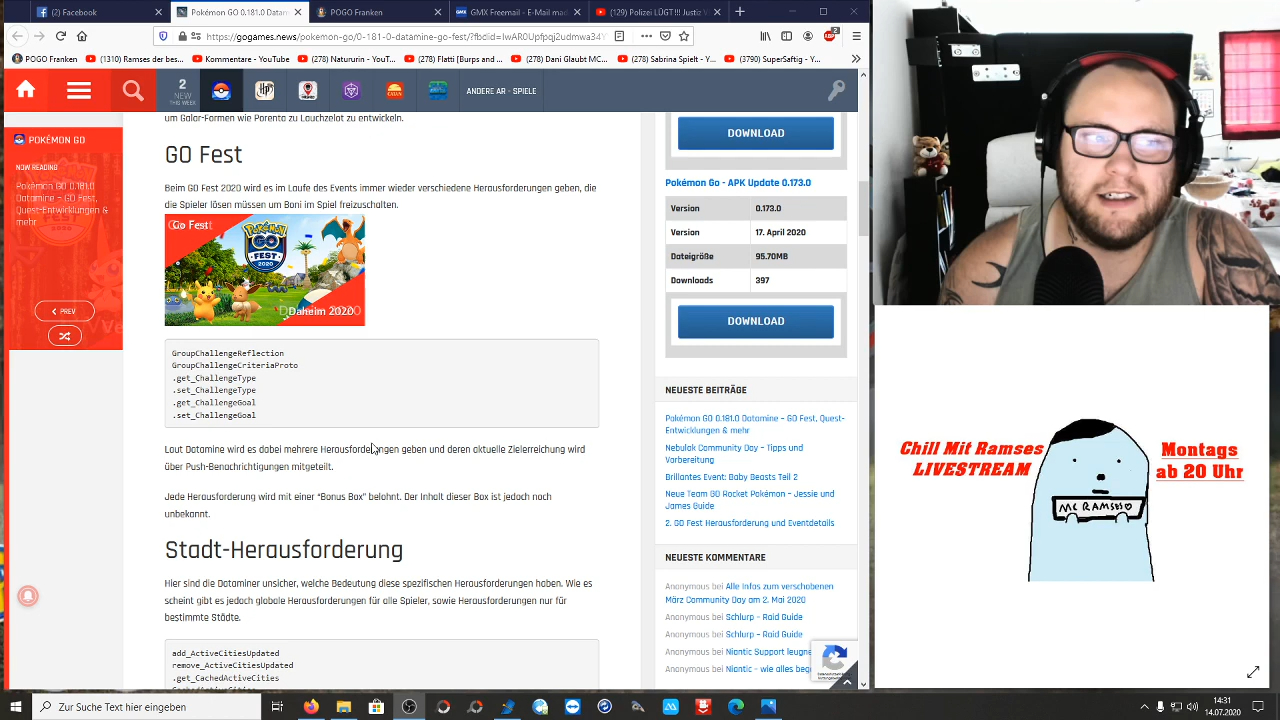 (2) Facebook
Pokémon GO 0.181.0 Datamine
POGO Franken
GMX Freemail – E-Mail mad
(129) Polizei LÜGT!!! Justiz V
https://gogames.news/pokemon-go/0-181-0-datamine-go-fest/?fbclid=IwAR0Upfpqj2udmwa34Y
POGO Franken
(1310) Ramses der bes...
Kommentare - YouTube
(278) Natururin - YouT...
(278) Flatti [Burps and ...
(278) Dani Glaubt MC...
(278) Sabrina Spielt - Y...
(3790) SuperSaftig - Y...
2
NEW
THIS WEEK
ANDERE AR - SPIELE
POKÉMON GO
NOW READING
Pokémon GO 0.181.0
Datamine – GO Fest,
Quest-Entwicklungen &
mehr
PREV
um Galar-Formen wie Porenta zu Lauchzelot zu entwickeln.
GO Fest
Beim GO Fest 2020 wird es im Laufe des Events immer wieder verschiedene Herausforderungen geben, die
die Spieler lösen müssen um Boni im Spiel freizuschalten.
Go Fest
POKÉMON
GO
FEST
2020
Daheim 2020
GroupChallengeReflection
GroupChallengeCriteriaProto
.get_ChallengeType
.set_ChallengeType
.get_ChallengeGoal
.set_ChallengeGoal
Laut Datamine wird es dabei mehrere Herausforderungen geben und deren aktuelle Zielerreichung wird
über Push-Benachrichtigungen mitgeteilt.
Jede Herausforderung wird mit einer “Bonus Box” belohnt. Der Inhalt dieser Box ist jedoch noch
unbekannt.
Stadt-Herausforderung
Hier sind die Dataminer unsicher, welche Bedeutung diese spezifischen Herausforderungen haben. Wie es
scheint gibt es jedoch globale Herausforderungen für alle Spieler, sowie Herausforderungen nur für
bestimmte Städte.
add_ActiveCitiesUpdated
remove_ActiveCitiesUpdated
.get_CachedActiveCities
DOWNLOAD
Pokémon Go - APK Update 0.173.0
Version 0.173.0
Version 17. April 2020
Dateigröße 95.70MB
Downloads 397
DOWNLOAD
NEUESTE BEITRÄGE
Pokémon GO 0.181.0 Datamine – GO Fest, Quest-
Entwicklungen & mehr
Nebulak Community Day – Tipps und
Vorbereitung
Brillantes Event: Baby Beasts Teil 2
Neue Team GO Rocket Pokémon – Jessie und
James Guide
2. GO Fest Herausforderung und Eventdetails
NEUESTE KOMMENTARE
Anonymous bei Alle Infos zum verschobenen
März Community Day am 2. Mai 2020
Anonymous bei Schlurp – Raid Guide
Anonymous bei Schlurp – Raid Guide
Anonymous bei Niantic Support leugne
Anonymous bei Niantic – wie alles beg
Chill Mit Ramses
LIVESTREAM
Montags
ab 20 Uhr
MC RAMSES
Zur Suche Text hier eingeben
14:31
14.07.2020